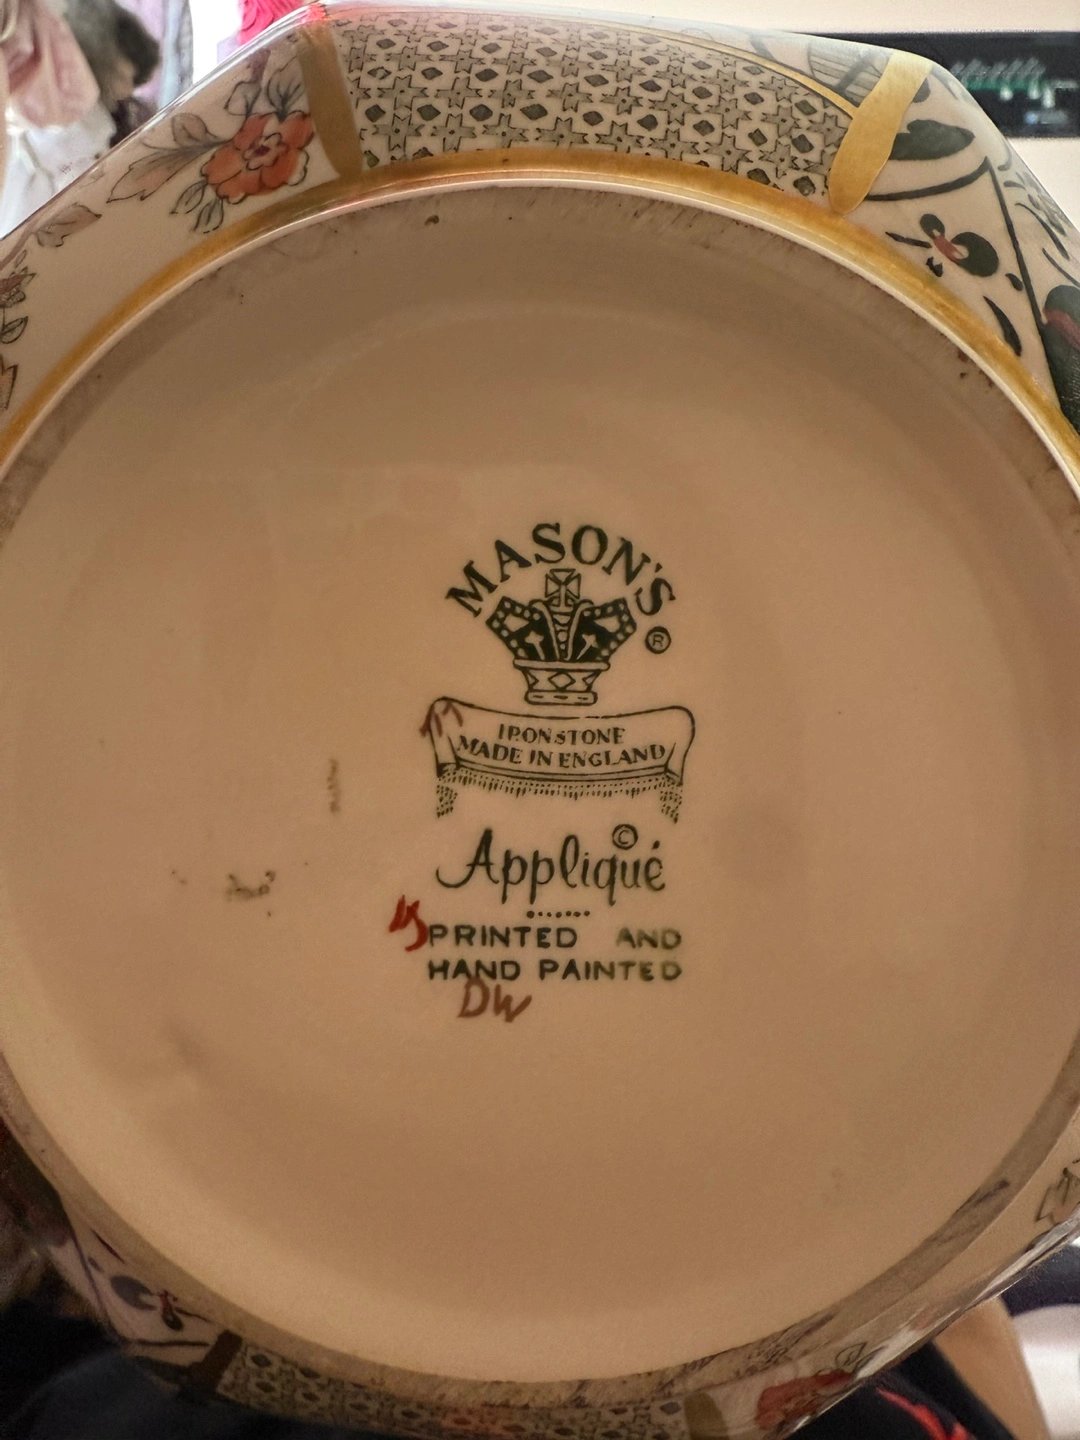 MASON'S
®
IRONSTONE
MADE IN ENGLAND
©
Appliqué
PRINTED AND
HAND PAINTED
DW